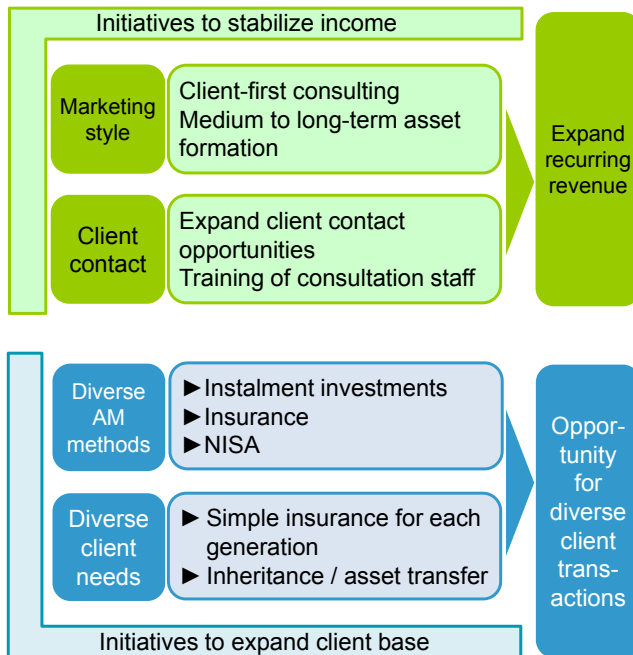 Initiatives to stabilize income
Marketing
style
Client-first consulting
Medium to long-term asset
formation
Client
contact
Expand client contact
opportunities
Training of consultation staff
Expand
recurring
revenue
Diverse
AM
methods
►Instalment investments
►Insurance
►NISA
Diverse
client
needs
► Simple insurance for each
generation
► Inheritance / asset transfer
Oppor-
tunity
for
diverse
client
trans-
actions
Initiatives to expand client base